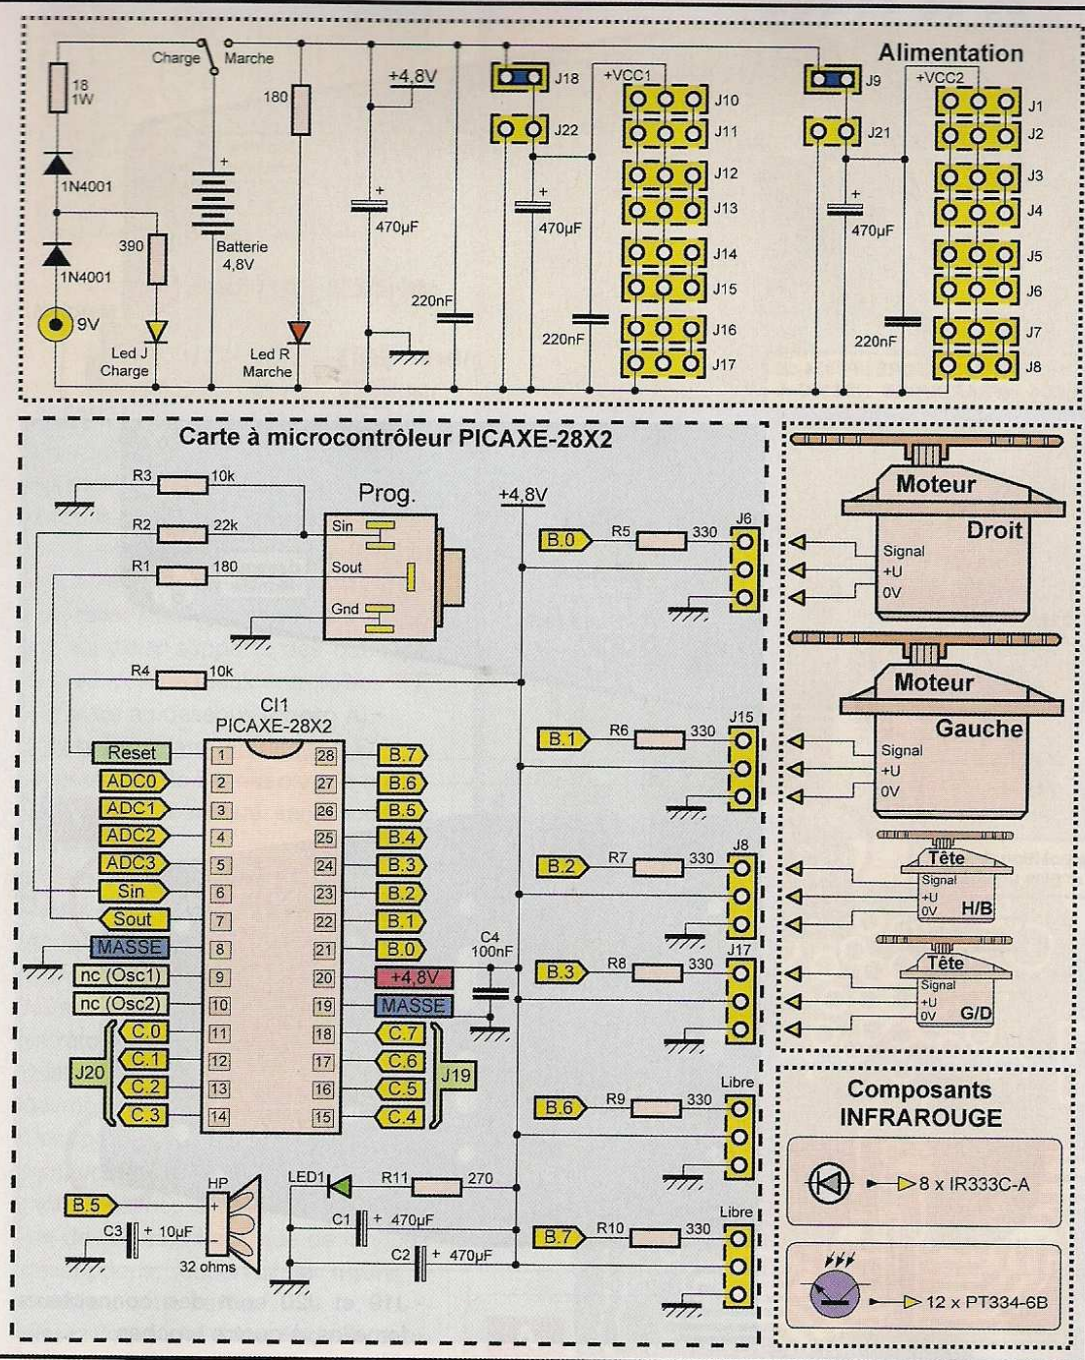 Alimentation
Charge
Marche
18
1W
1N4001
1N4001
9V
390
Led J
Charge
+
Batterie
4,8V
180
Led R
Marche
+4,8V
+
470µF
220nF
J18
J22
+
470µF
220nF
+VCC1
J10
J11
J12
J13
J14
J15
J16
J17
J9
J21
+
470µF
220nF
+VCC2
J1
J2
J3
J4
J5
J6
J7
J8
Carte à microcontrôleur PICAXE-28X2
R3 10k
R2 22k
R1 180
Prog.
Sin
Sout
Gnd
R4 10k
+4,8V
CI1
PICAXE-28X2
Reset 1 28 B.7
ADC0 2 27 B.6
ADC1 3 26 B.5
ADC2 4 25 B.4
ADC3 5 24 B.3
Sin 6 23 B.2
Sout 7 22 B.1
MASSE 8 21 B.0
nc (Osc1) 9 20 +4,8V
nc (Osc2) 10 19 MASSE
C.0 11 18 C.7
C.1 12 17 C.6
C.2 13 16 C.5
C.3 14 15 C.4
J20
J19
C4
100nF
B.0 R5 330 J6
B.1 R6 330 J15
B.2 R7 330 J8
B.3 R8 330 J17
B.6 R9 330 Libre
B.7 R10 330 Libre
B.5
HP
+
-
C3 + 10µF
32 ohms
LED1 R11 270
C1 + 470µF
C2 + 470µF
Moteur
Droit
Signal
+U
0V
Moteur
Gauche
Signal
+U
0V
Tête
Signal
+U
0V
H/B
Tête
Signal
+U
0V
G/D
Composants
INFRAROUGE
8 x IR333C-A
12 x PT334-6B